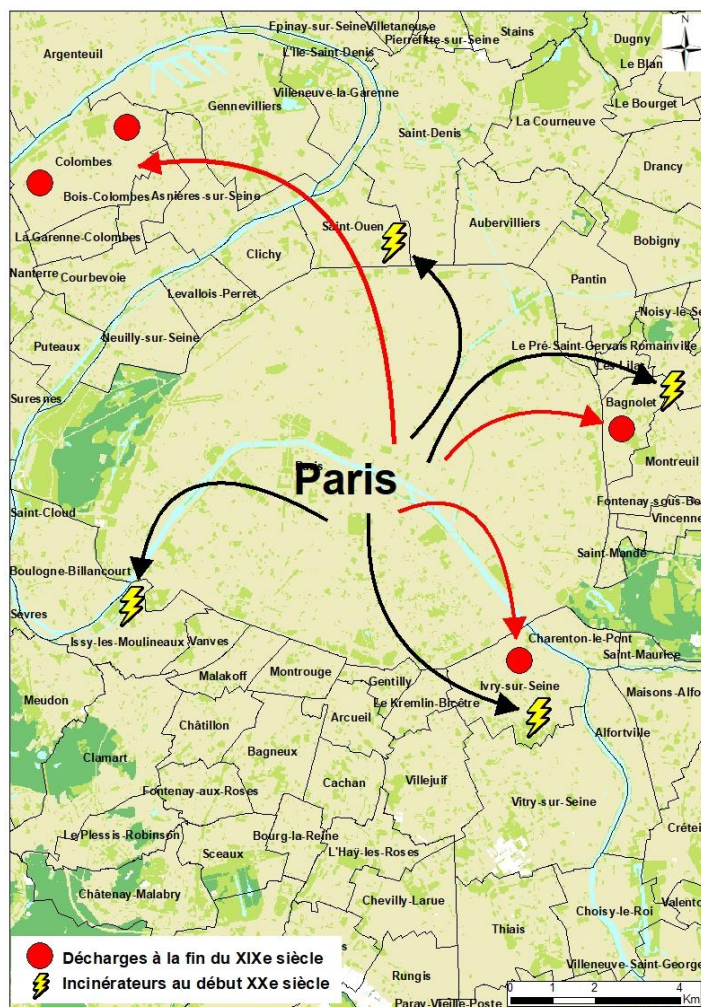 Epinay-sur-Seine
Villetaneuse
Pierrefitte-sur-Seine
Stains
Dugny
N
Argenteuil
L'Ile-Saint-Denis
Le Blan
Villeneuve-la-Garenne
Le Bourget
Gennevilliers
La Courneuve
Saint-Denis
Drancy
Colombes
Bois-Colombes
Asnières-sur-Seine
Saint-Ouen
Aubervilliers
La Garenne-Colombes
Bobigny
Clichy
Nanterre
Courbevoie
Pantin
Levallois-Perret
Noisy-le-Se
Puteaux
Neuilly-sur-Seine
Le Pré-Saint-Gervais
Romainville
Les Lilas
Suresnes
Bagnolet
Montreuil
Paris
Paris
Fontenay-sous-Bo
Saint-Cloud
Vincenne
Saint-Mandé
Boulogne-Billancourt
Sèvres
Issy-les-Moulineaux
Vanves
Charenton-le-Pont
Saint-Maurice
Malakoff
Montrouge
Gentilly
Ivry-sur-Seine
Maisons-Alfo
Meudon
Le Kremlin-Bicêtre
Châtillon
Arcueil
Alfortville
Bagneux
Clamart
Cachan
Villejuif
Fontenay-aux-Roses
Vitry-sur-Seine
Le Plessis-Robinson
Bourg-la-Reine
Créteil
Sceaux
L'Haÿ-les-Roses
Châtenay-Malabry
Chevilly-Larue
Valento
Choisy-le-Roi
Thiais
Décharges à la fin du XIXe siècle
Villeneuve-Saint-George
Incinérateurs au début XXe siècle
Rungis
0 1 2 4
Km
Paray-Vieille-Poste